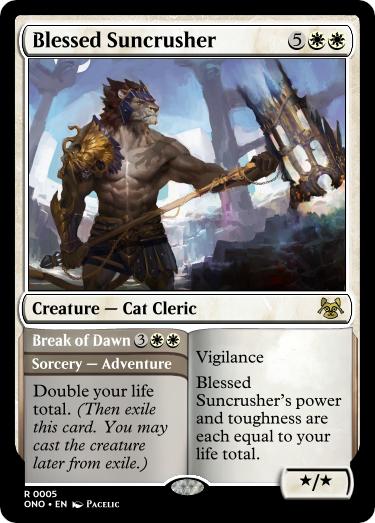 Blessed Suncrusher 5
Creature — Cat Cleric
Break of Dawn 3
Sorcery — Adventure
Double your life
total. (Then exile
this card. You may
cast the creature
later from exile.)
Vigilance
Blessed
Suncrusher's power
and toughness are
each equal to your
life total.
*/*
R 0005
ONO • EN Pacelic